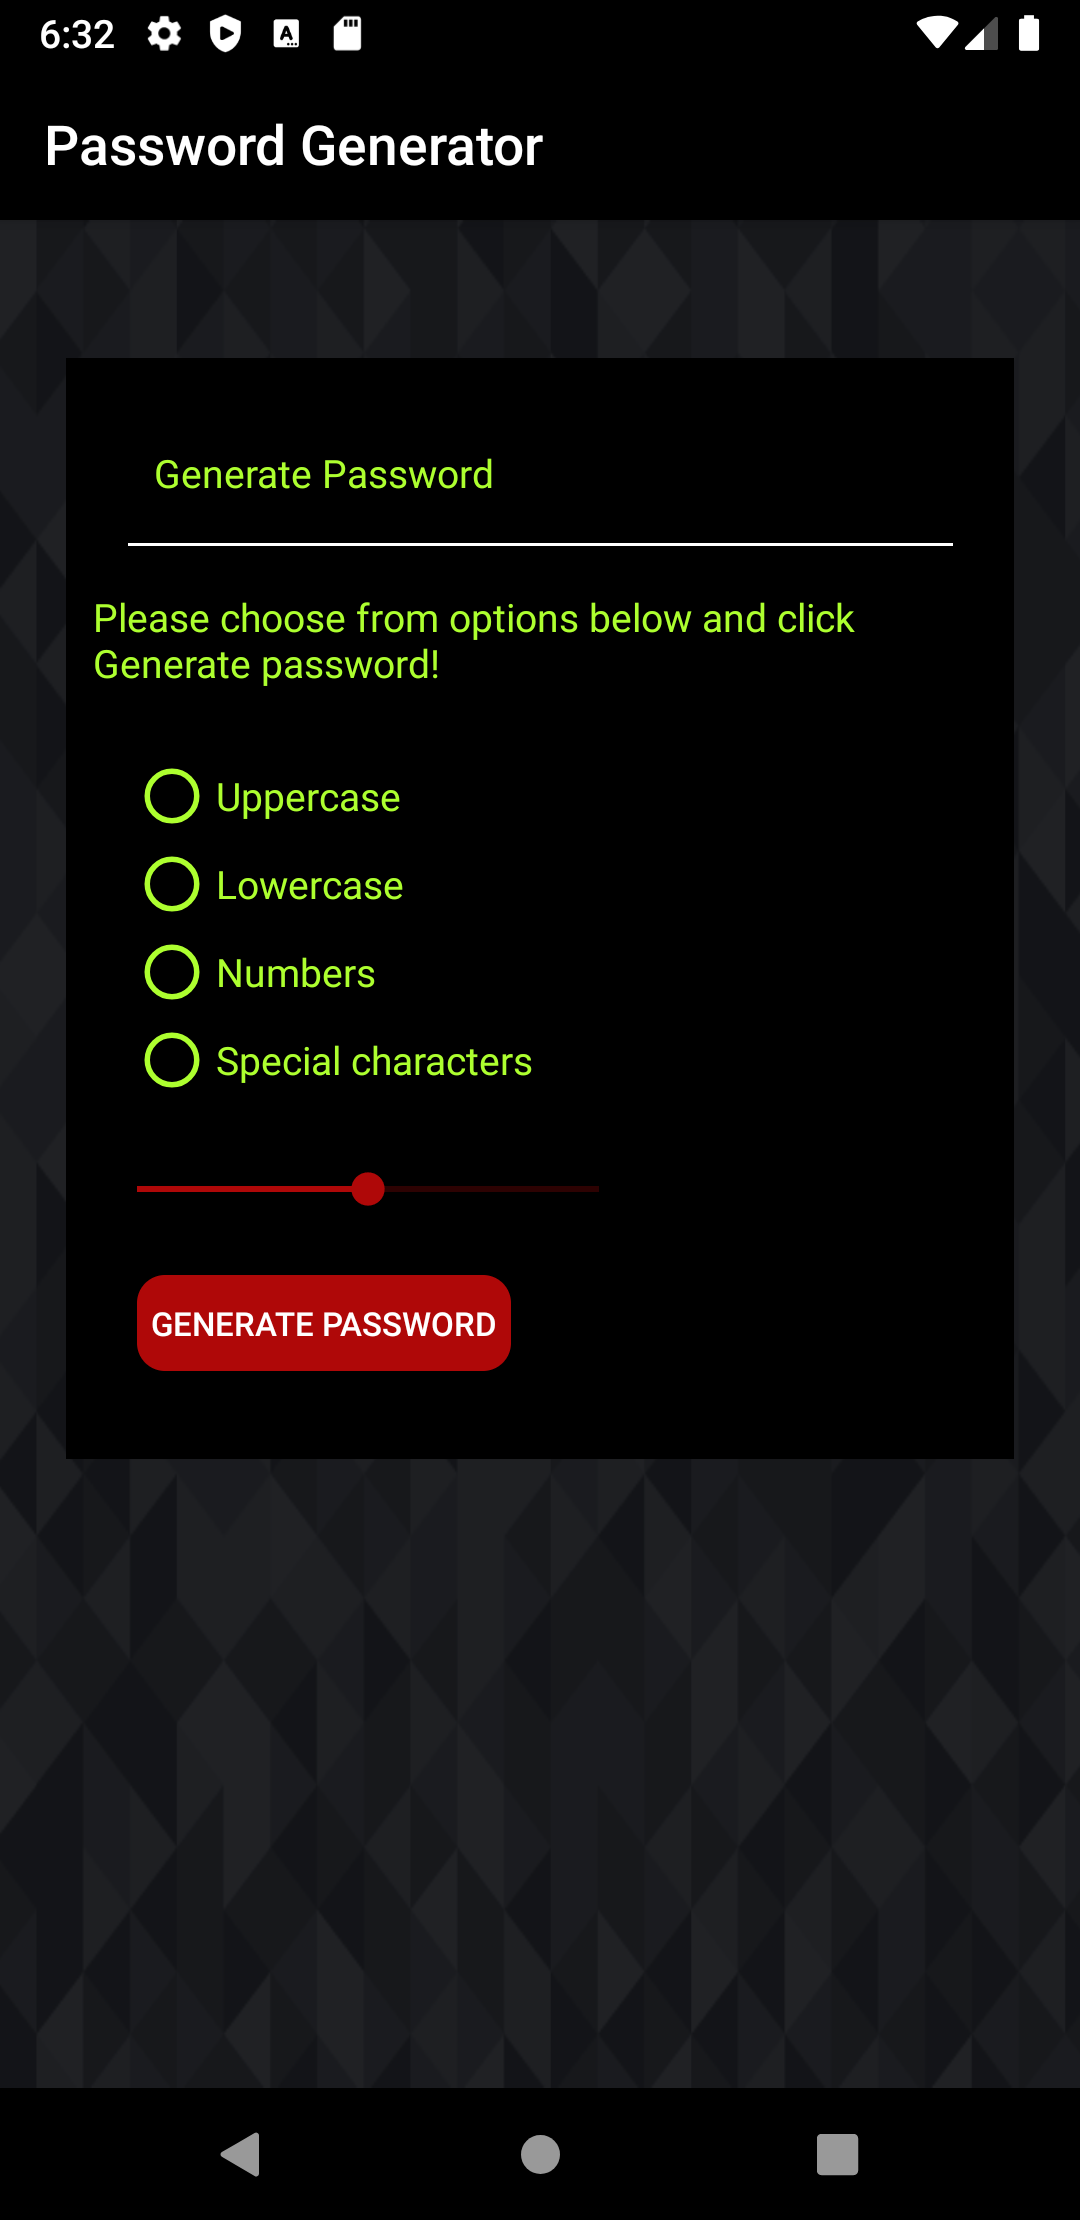 6:32
Password Generator
Generate Password
Please choose from options below and click
Generate password!
Uppercase
Lowercase
Numbers
Special characters
GENERATE PASSWORD